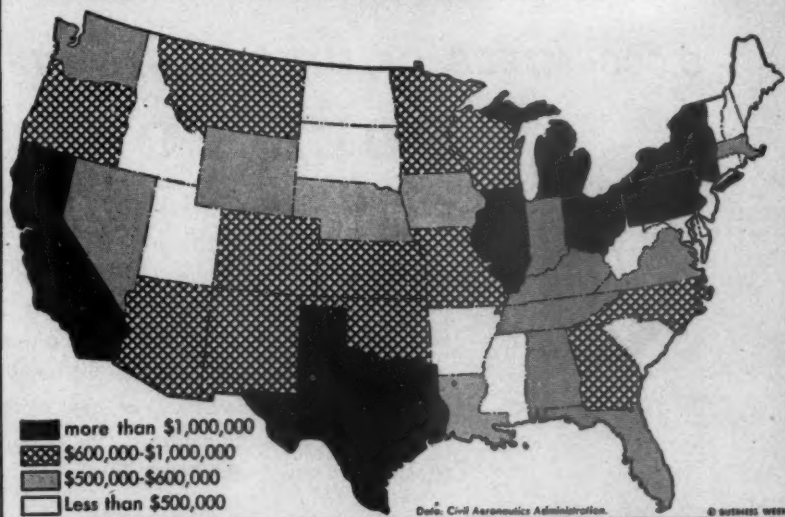 more than $1,000,000
$600,000-$1,000,000
$500,000-$600,000
Less than $500,000
Data: Civil Aeronautics Administration.
© BUSINESS WEEK